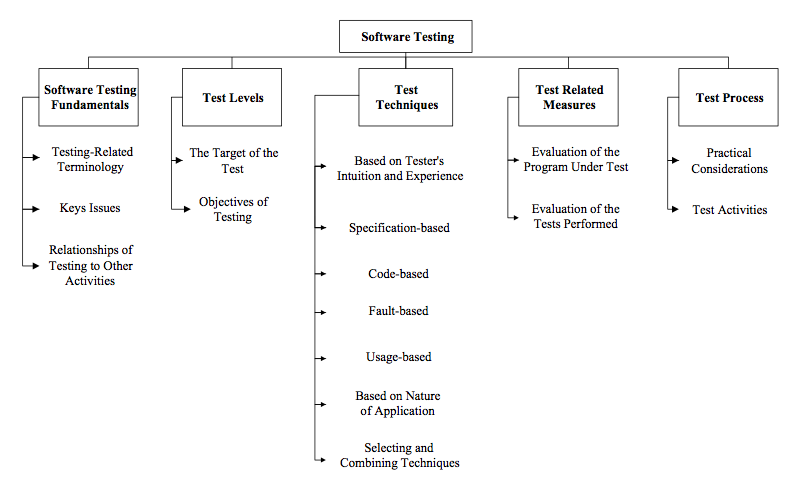 Software Testing
Software Testing
Fundamentals
Testing-Related
Terminology
Keys Issues
Relationships of
Testing to Other
Activities
Test Levels
The Target of the
Test
Objectives of
Testing
Test
Techniques
Based on Tester's
Intuition and Experience
Specification-based
Code-based
Fault-based
Usage-based
Based on Nature
of Application
Selecting and
Combining Techniques
Test Related
Measures
Evaluation of the
Program Under Test
Evaluation of the
Tests Performed
Test Process
Practical
Considerations
Test Activities